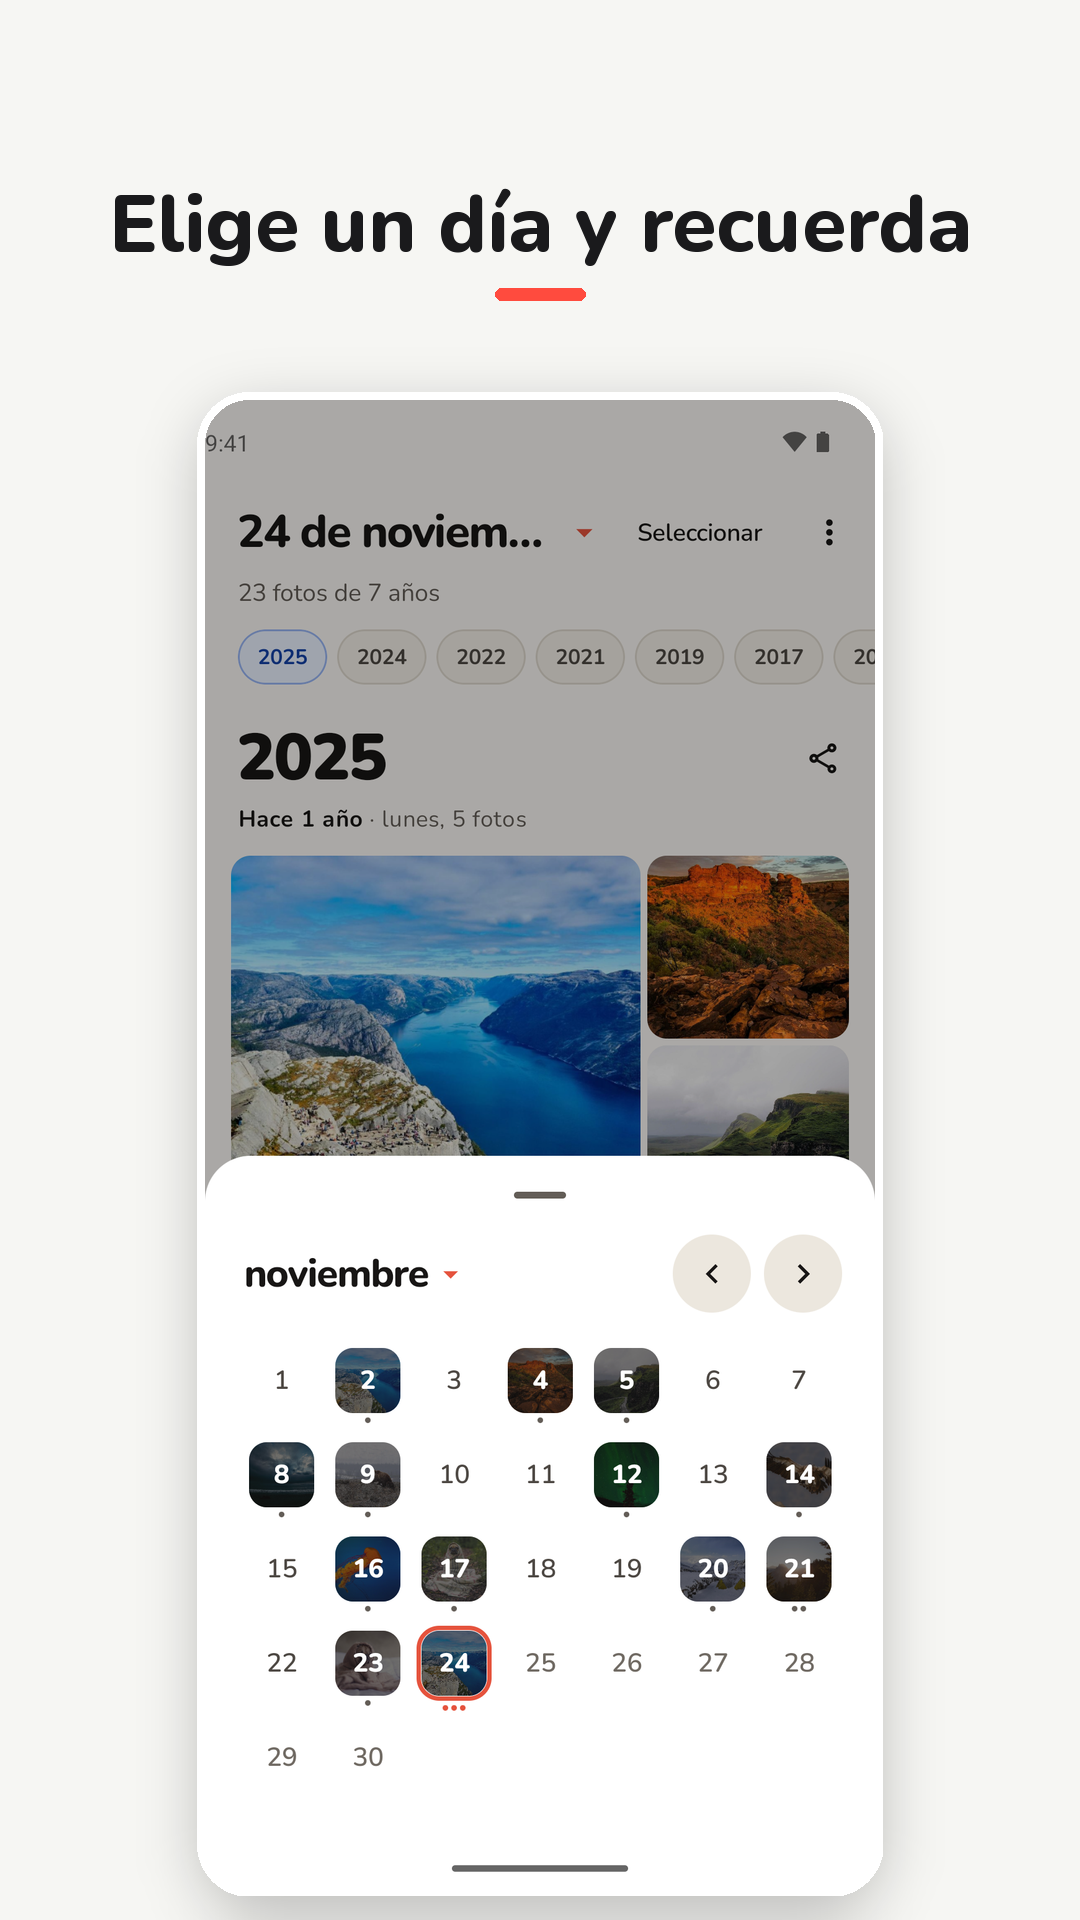 Elige un día y recuerda
9:41
24 de noviem...
Seleccionar
23 fotos de 7 años
2025 2024 2022 2021 2019 2017 20
2025
Hace 1 año · lunes, 5 fotos
noviembre
1 2 3 4 5 6 7
8 9 10 11 12 13 14
15 16 17 18 19 20 21
22 23 24 25 26 27 28
29 30